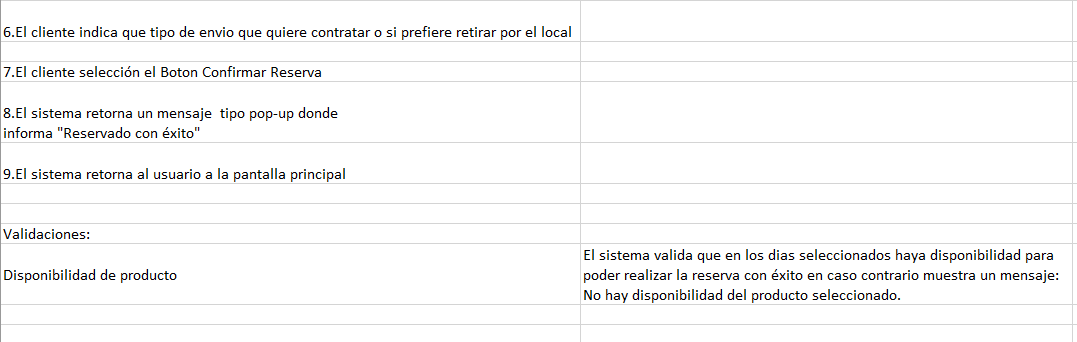 6.El cliente indica que tipo de envio que quiere contratar o si prefiere retirar por el local
7.El cliente selección el Boton Confirmar Reserva
8.El sistema retorna un mensaje  tipo pop-up donde
informa "Reservado con éxito"
9.El sistema retorna al usuario a la pantalla principal
Validaciones:
Disponibilidad de producto
El sistema valida que en los dias seleccionados haya disponibilidad para
poder realizar la reserva con éxito en caso contrario muestra un mensaje:
No hay disponibilidad del producto seleccionado.